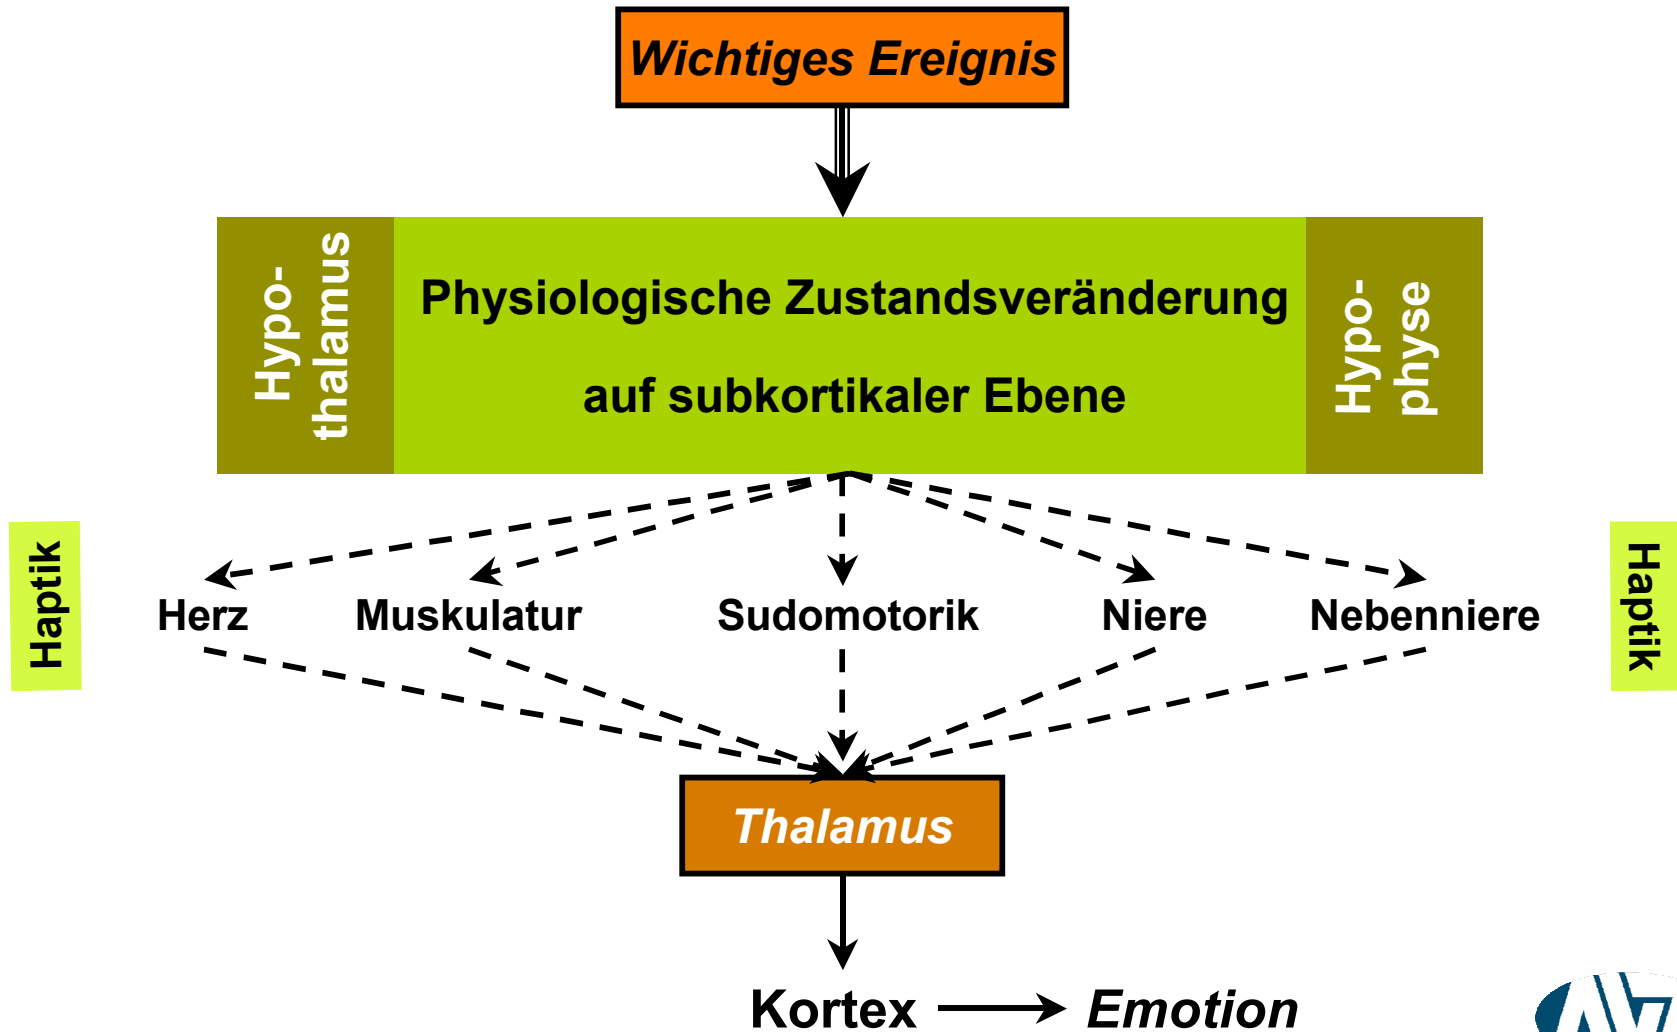 Wichtiges Ereignis
Hypo-
thalamus
Physiologische Zustandsveränderung
auf subkortikaler Ebene
Hypo-
physe
Haptik
Herz
Muskulatur
Sudomotorik
Niere
Nebenniere
Haptik
Thalamus
Kortex
Emotion